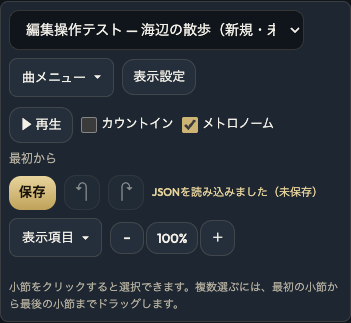 編集操作テスト — 海辺の散歩（新規・
曲メニュー 表示設定
再生 カウントイン メトロノーム
最初から
保存 JSONを読み込みました（未保存）
表示項目 - 100% +
小節をクリックすると選択できます。複数選ぶには、最初の小節か
ら最後の小節までドラッグします。